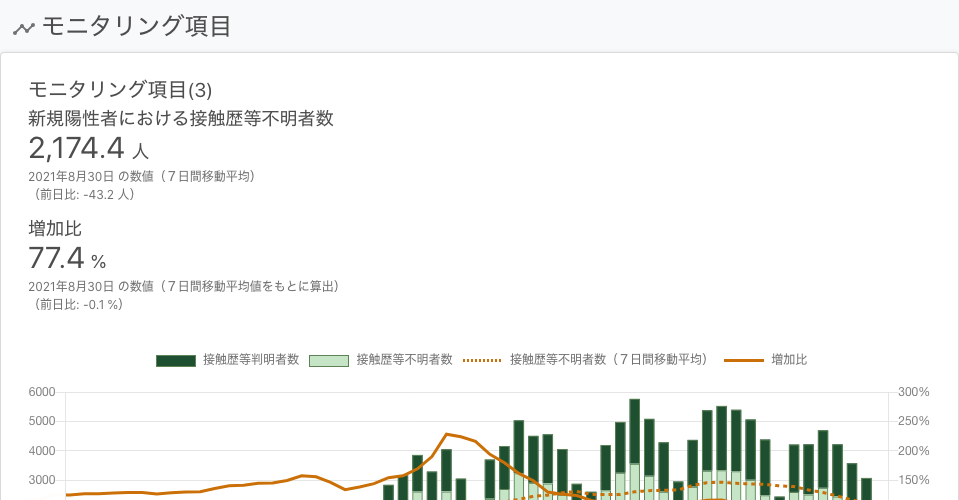 モニタリング項目
モニタリング項目(3)
新規陽性者における接触歴等不明者数
2,174.4 人
2021年8月30日 の数値（７日間移動平均）
（前日比: -43.2 人）
増加比
77.4 %
2021年8月30日 の数値（７日間移動平均値をもとに算出）
（前日比: -0.1 %）
接触歴等判明者数 接触歴等不明者数 接触歴等不明者数（７日間移動平均） 増加比
6000 300%
5000 250%
4000 200%
3000 150%